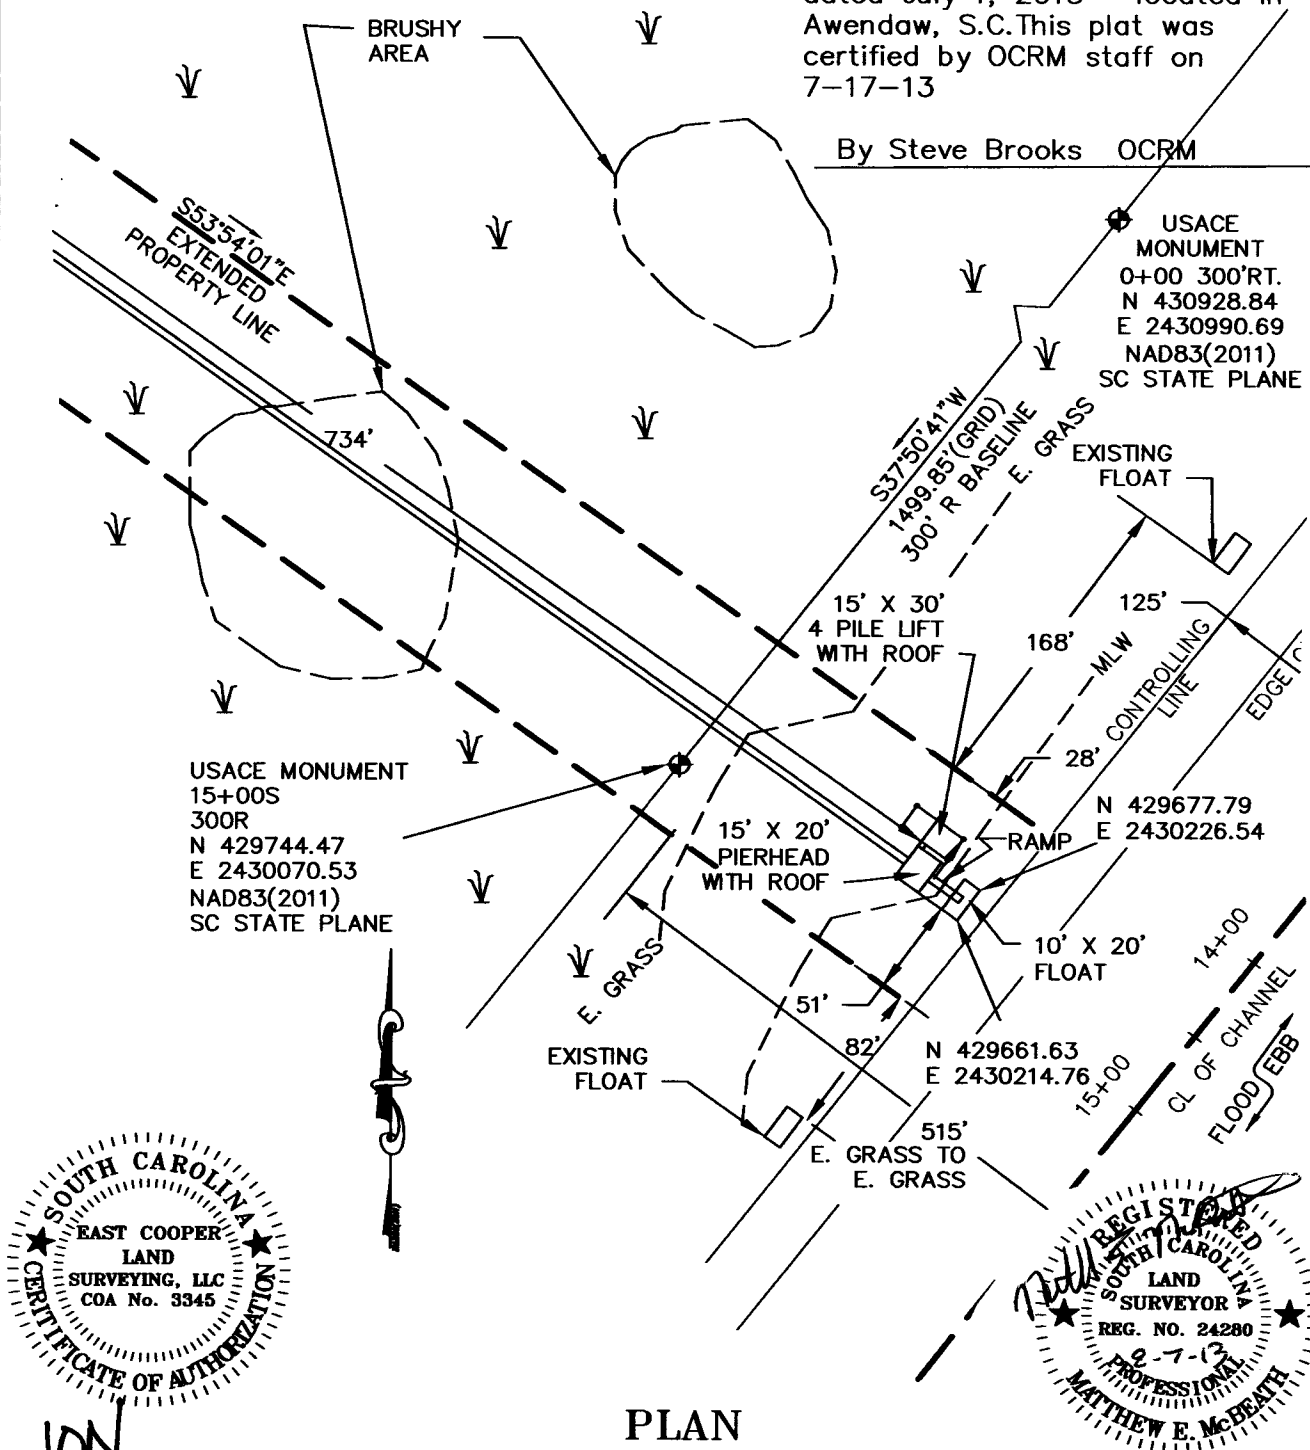 Awendaw, S.C.This plat was
certified by OCRM staff on
7-17-13
By Steve Brooks OCRM
BRUSHY
AREA
S53°54'01"E
EXTENDED
PROPERTY LINE
USACE
MONUMENT
0+00 300'RT.
N 430928.84
E 2430990.69
NAD83(2011)
SC STATE PLANE
734'
S37°50'41"W
1499.85'(GRID)
300' R BASELINE
E. GRASS
EXISTING
FLOAT
15' X 30'
4 PILE LIFT
WITH ROOF
168'
125'
MLW
CONTROLLING
LINE
EDGE
28'
USACE MONUMENT
15+00S
300R
N 429744.47
E 2430070.53
NAD83(2011)
SC STATE PLANE
15' X 20'
PIERHEAD
WITH ROOF
RAMP
N 429677.79
E 2430226.54
10' X 20'
FLOAT
E. GRASS
51'
82'
N 429661.63
E 2430214.76
EXISTING
FLOAT
515'
E. GRASS TO
E. GRASS
14+00
15+00
CL OF CHANNEL
FLOOD EBB
SOUTH CAROLINA
EAST COOPER
LAND
SURVEYING, LLC
COA No. 3345
CERITIFICATE OF AUTHORIZATION
REGISTERED
SOUTH CAROLINA
LAND
SURVEYOR
REG. NO. 24280
PROFESSIONAL
MATTHEW E. McBEATH
PLAN